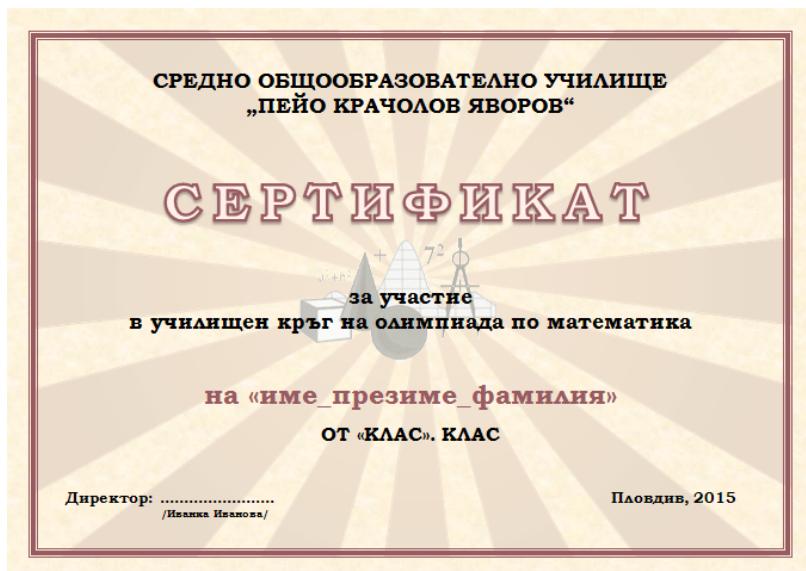 СРЕДНО ОБЩООБРАЗОВАТЕЛНО УЧИЛИЩЕ
„ПЕЙО КРАЧОЛОВ ЯВОРОВ“
СЕРТИФИКАТ
+ 7²
за участие
в училищен кръг на олимпиада по математика
на «име_презиме_фамилия»
ОТ «КЛАС». КЛАС
Директор: ........................ Пловдив, 2015
/Иванка Иванова/